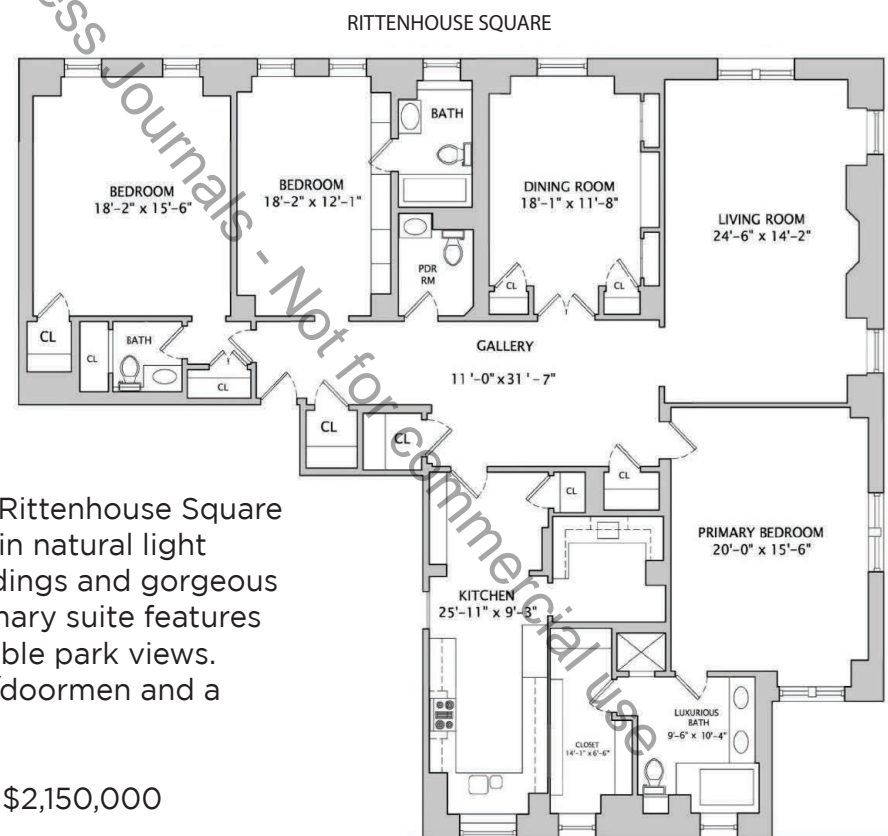 RITTENHOUSE SQUARE
BATH
BEDROOM
18'-2" x 15'-6"
BEDROOM
18'-2" x 12'-1"
DINING ROOM
18'-1" x 11'-8"
LIVING ROOM
24'-6" x 14'-2"
PDR
RM
CL
CL
CL
CL
BATH
CL
GALLERY
11'-0" x 31'-7"
CL
CL
CL
CL
PRIMARY BEDROOM
20'-0" x 15'-6"
KITCHEN
25'-11" x 9'-3"
LUXURIOUS
BATH
9'-6" x 10'-4"
CLOSET
14'-1" x 6'-6"
Rittenhouse Square
in natural light
dings and gorgeous
mary suite features
ble park views.
doormen and a
$2,150,000
ess Journals - Not for commercial use